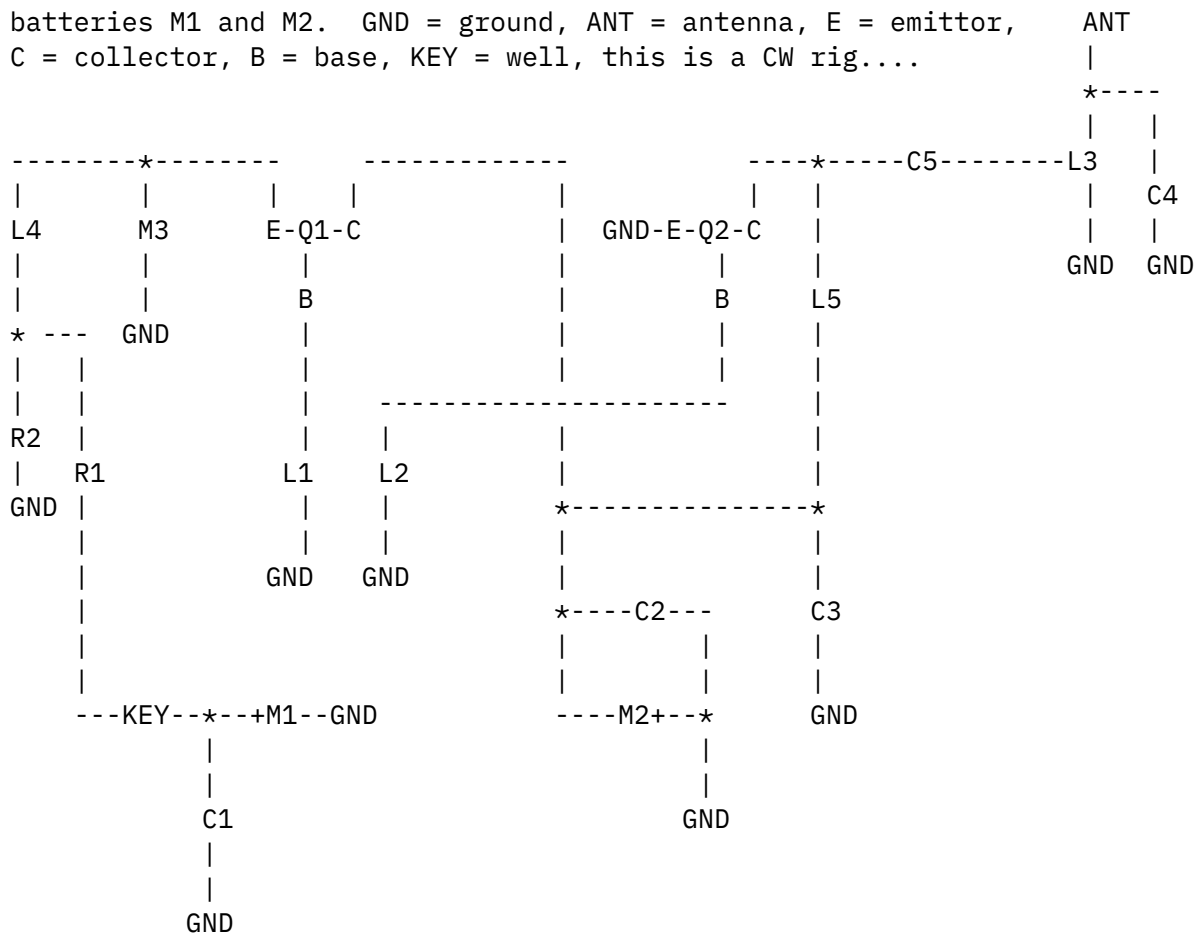 batteries M1 and M2.  GND = ground, ANT = antenna, E = emittor,    ANT
C = collector, B = base, KEY = well, this is a CW rig....           |
                                                                   *----
                                                                   |   |
--------*--------     -------------           ----*-----C5--------L3   |
|       |       |    |            |               |   |            |   C4
L4      M3      E-Q1-C            |  GND-E-Q2-C   |                |   |
|       |         |               |         |     |               GND  GND
|       |         B               |         B     L5
* ---  GND        |               |         |     |
|   |             |               |         |     |
|   |             |    ----------------------     |
R2  |             |    |          |               |
|   R1           L1    L2         |               |
GND |             |    |          *---------------*
    |             |    |          |               |
    |           GND   GND         |               |
    |                             *----C2---      C3
    |                             |        |      |
    |                             |        |      |
    ---KEY--*--+M1--GND           ----M2+--*      GND
            |                              |
            |                              |
            C1                            GND
            |
            |
           GND